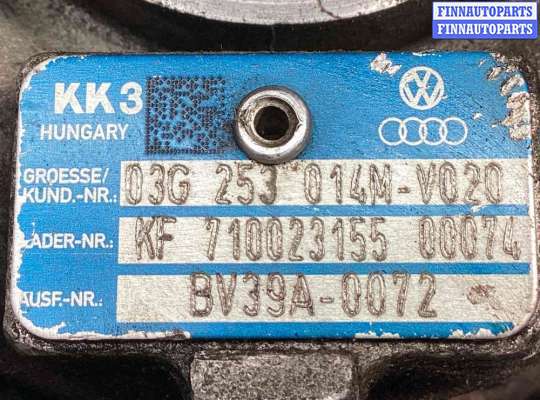 FINNAUTOPARTS
FINNAUTOPARTS
KK3
HUNGARY
GROESSE/
KUND.-NR.: 03G 253 014M-V020
LADER-NR.: KF 710023155 00074
AUSF.-NR.: BV39A-0072